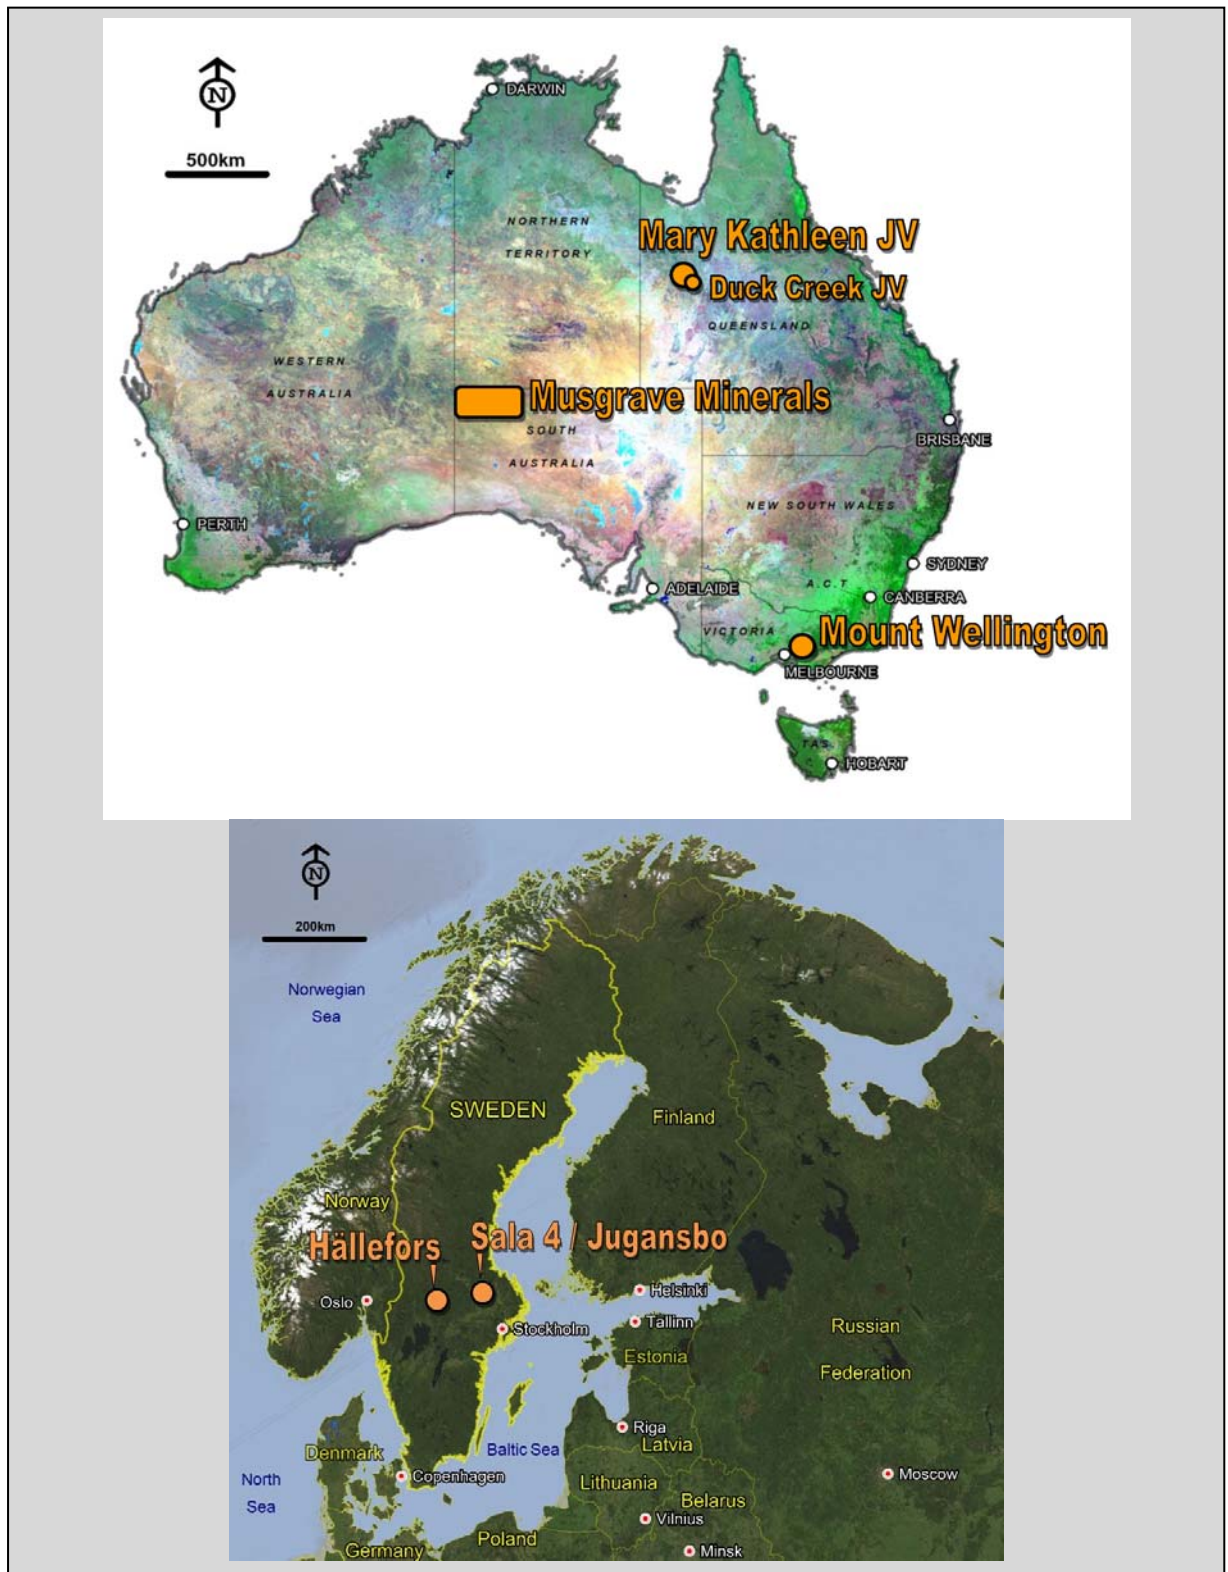 N
DARWIN
500km
NORTHERN
TERRITORY
Mary Kathleen JV
Duck Creek JV
QUEENSLAND
WESTERN
AUSTRALIA
Musgrave Minerals
SOUTH
AUSTRALIA
BRISBANE
NEW SOUTH WALES
PERTH
SYDNEY
ADELAIDE
A.C.T
CANBERRA
VICTORIA
Mount Wellington
MELBOURNE
TAS
HOBART
N
200km
Norwegian
Sea
SWEDEN
Finland
Norway
Hällefors
Sala 4 / Jugansbo
Oslo
Helsinki
Stockholm
Tallinn
Russian
Federation
Estonia
Riga
Latvia
Denmark
Baltic Sea
Copenhagen
Moscow
North
Sea
Lithuania
Belarus
Vilnius
Poland
Germany
Minsk